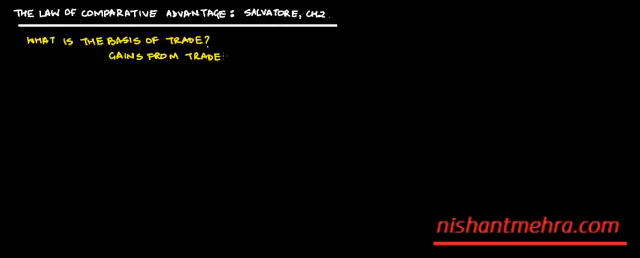 THE LAW OF COMPARATIVE ADVANTAGE: SALVATORE, CH2.
WHAT IS THE BASIS OF TRADE?
GAINS FROM TRADE
nishantmehra.com